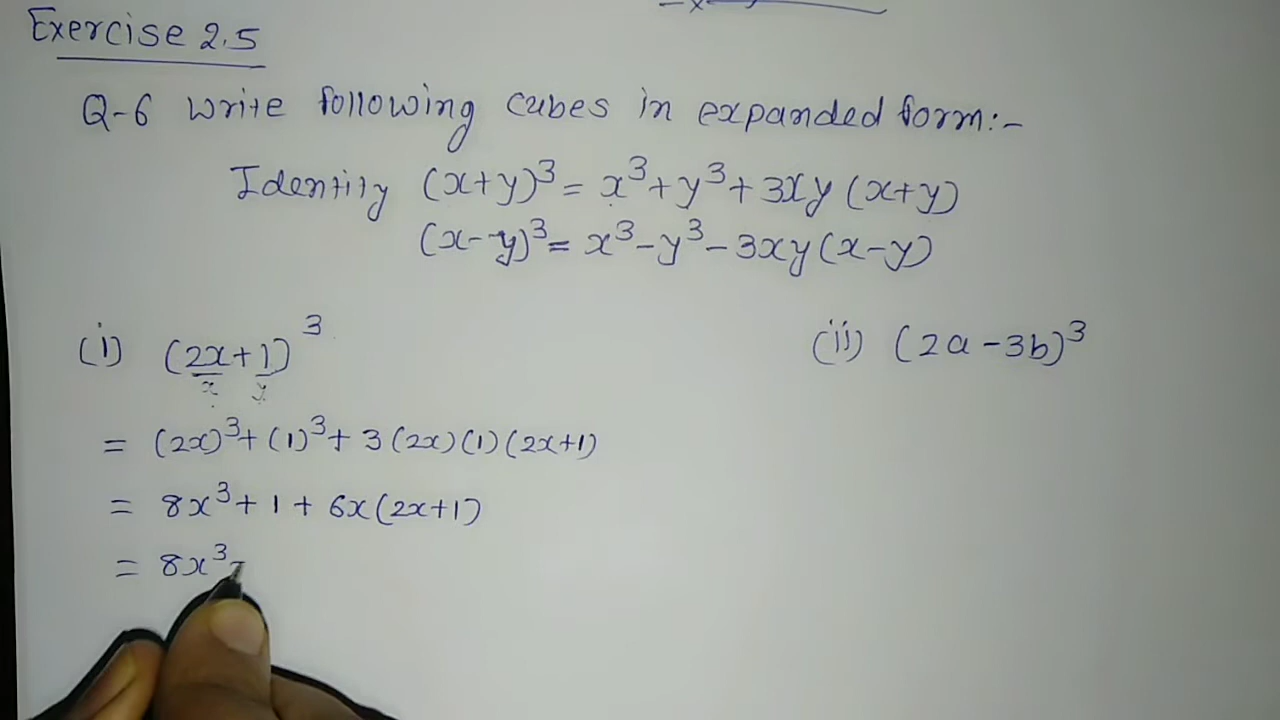 Exercise 2.5
Q-6 Write following cubes in expanded form:-
Identity (x+y)³ = x³+y³+3xy(x+y)
(x-y)³ = x³-y³-3xy(x-y)
(i) (2x+1)³
x y
= (2x)³+(1)³+3(2x)(1)(2x+1)
= 8x³+1+6x(2x+1)
= 8x³
(ii) (2a-3b)³